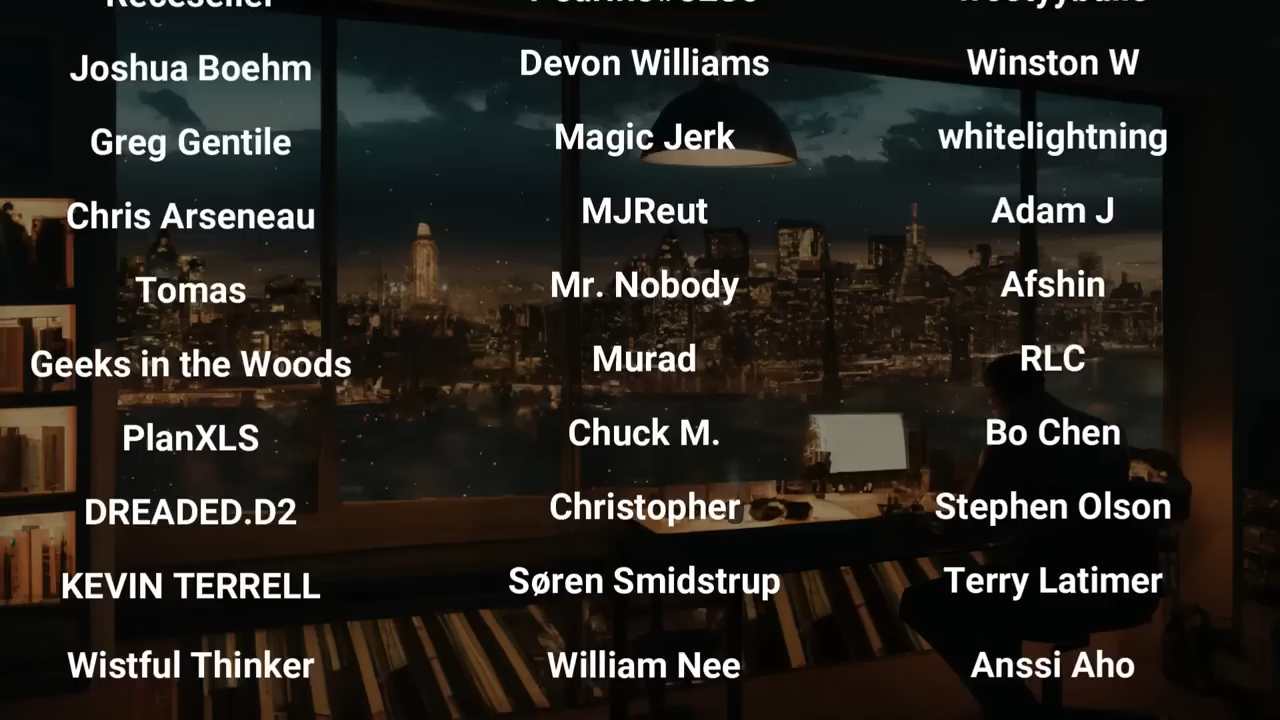 Joshua Boehm
Greg Gentile
Chris Arseneau
Tomas
Geeks in the Woods
PlanXLS
DREADED.D2
KEVIN TERRELL
Wistful Thinker
Devon Williams
Magic Jerk
MJReut
Mr. Nobody
Murad
Chuck M.
Christopher
Søren Smidstrup
William Nee
Winston W
whitelightning
Adam J
Afshin
RLC
Bo Chen
Stephen Olson
Terry Latimer
Anssi Aho